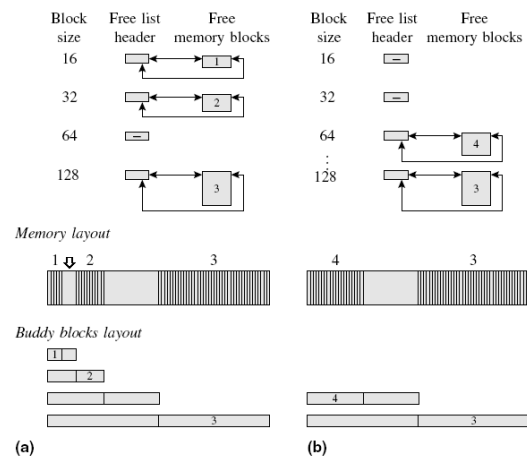 Block size Free list header Free memory blocks
16 1
32 2
64 –
128 3
Memory layout
1 2 3
Buddy blocks layout
1
2
3
(a)
Block size Free list header Free memory blocks
16 –
32 –
64 4
:
128 3
4 3
4
3
(b)